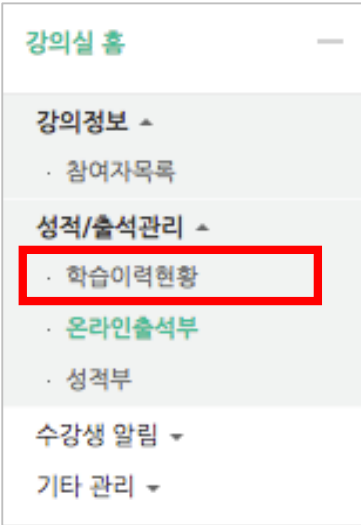 강의실 홈
강의정보
· 참여자목록
성적/출석관리
· 학습이력현황
· 온라인출석부
· 성적부
수강생 알림
기타 관리